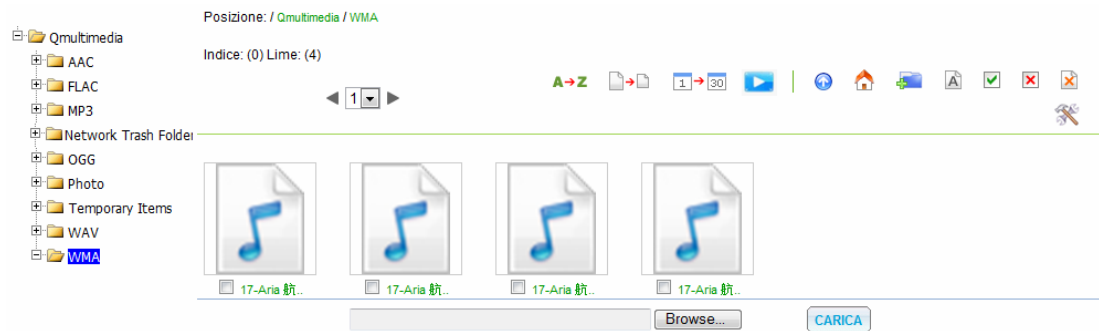 Posizione: / Qmultimedia / WMA
Qmultimedia
AAC
FLAC
MP3
Network Trash Folder
OGG
Photo
Temporary Items
WAV
WMA
Indice: (0) Lime: (4)
1
A→Z
1 → 30
A
17-Aria 航..
17-Aria 航..
17-Aria 航..
17-Aria 航..
Browse...
CARICA